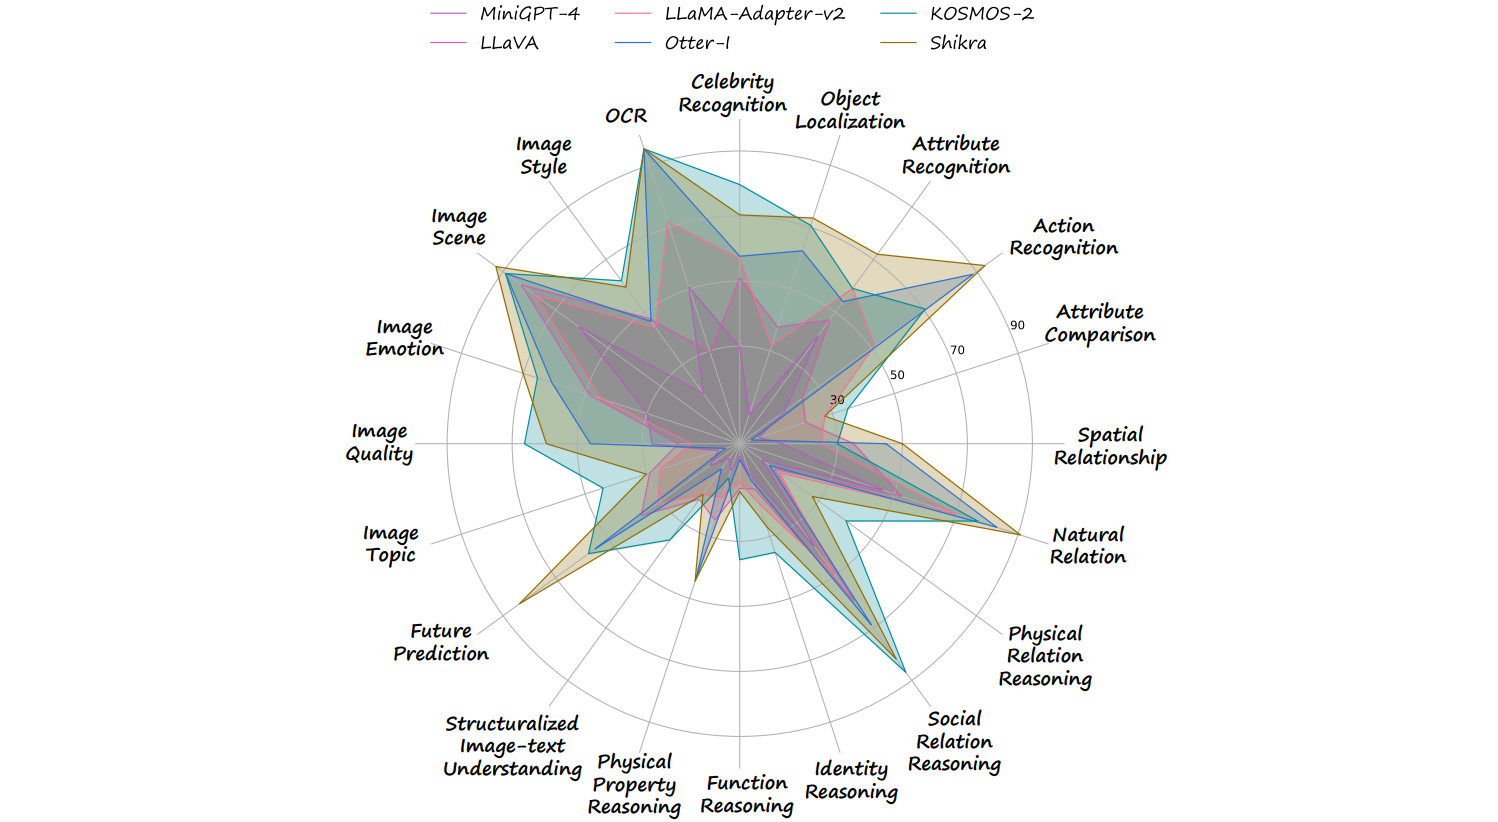 MiniGPT-4
LLaMA-Adapter-v2
KOSMOS-2
LLaVA
Otter-I
Shikra
Celebrity
Recognition
Object
Localization
OCR
Attribute
Recognition
Image
Style
Action
Recognition
Image
Scene
Attribute
Comparison
Image
Emotion
90
70
50
30
Spatial
Relationship
Image
Quality
Natural
Relation
Image
Topic
Physical
Relation
Reasoning
Future
Prediction
Social
Relation
Reasoning
Structuralized
Image-text
Understanding
Physical
Property
Reasoning
Function
Reasoning
Identity
Reasoning